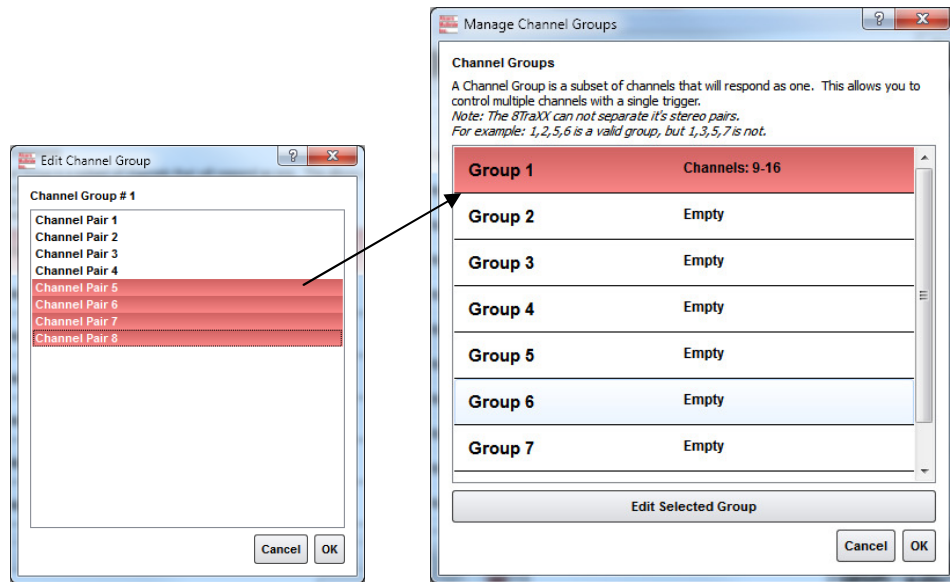 Edit Channel Group
Channel Group # 1
Channel Pair 1
Channel Pair 2
Channel Pair 3
Channel Pair 4
Channel Pair 5
Channel Pair 6
Channel Pair 7
Channel Pair 8
Cancel OK
Manage Channel Groups
Channel Groups
A Channel Group is a subset of channels that will respond as one. This allows you to
control multiple channels with a single trigger.
Note: The 8TraXX can not separate it's stereo pairs.
For example: 1,2,5,6 is a valid group, but 1,3,5,7 is not.
Group 1 Channels: 9-16
Group 2 Empty
Group 3 Empty
Group 4 Empty
Group 5 Empty
Group 6 Empty
Group 7 Empty
Edit Selected Group
Cancel OK